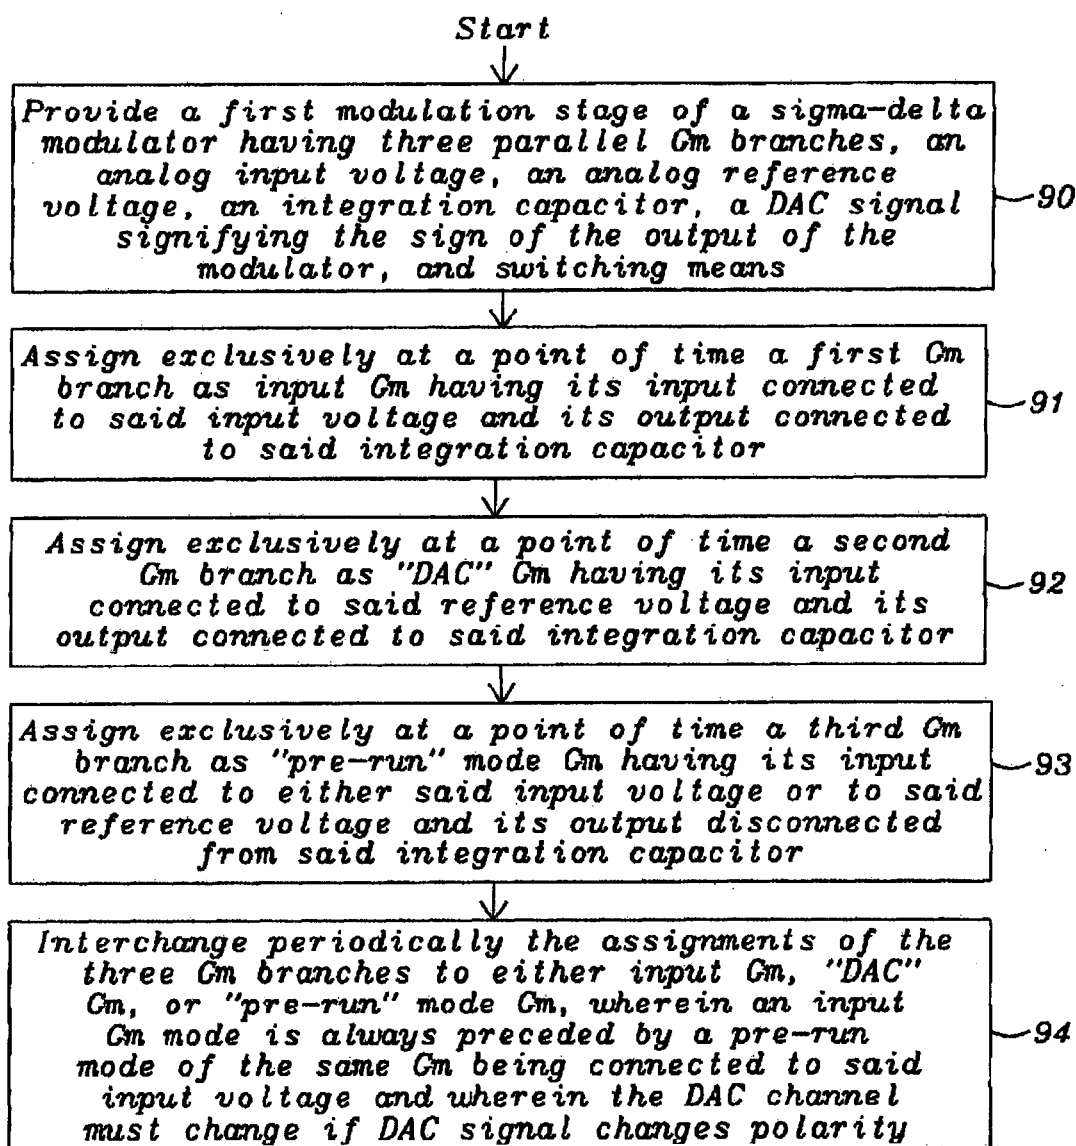 Start
Provide a first modulation stage of a sigma-delta
modulator having three parallel Gm branches, an
analog input voltage, an analog reference
voltage, an integration capacitor, a DAC signal
signifying the sign of the output of the
modulator, and switching means
90
Assign exclusively at a point of time a first Gm
branch as input Gm having its input connected
to said input voltage and its output connected
to said integration capacitor
91
Assign exclusively at a point of time a second
Gm branch as "DAC" Gm having its input
connected to said reference voltage and its
output connected to said integration capacitor
92
Assign exclusively at a point of time a third Gm
branch as "pre-run" mode Gm having its input
connected to either said input voltage or to said
reference voltage and its output disconnected
from said integration capacitor
93
Interchange periodically the assignments of the
three Gm branches to either input Gm, "DAC"
Gm, or "pre-run" mode Gm, wherein an input
Gm mode is always preceded by a pre-run
mode of the same Gm being connected to said
input voltage and wherein the DAC channel
must change if DAC signal changes polarity
94